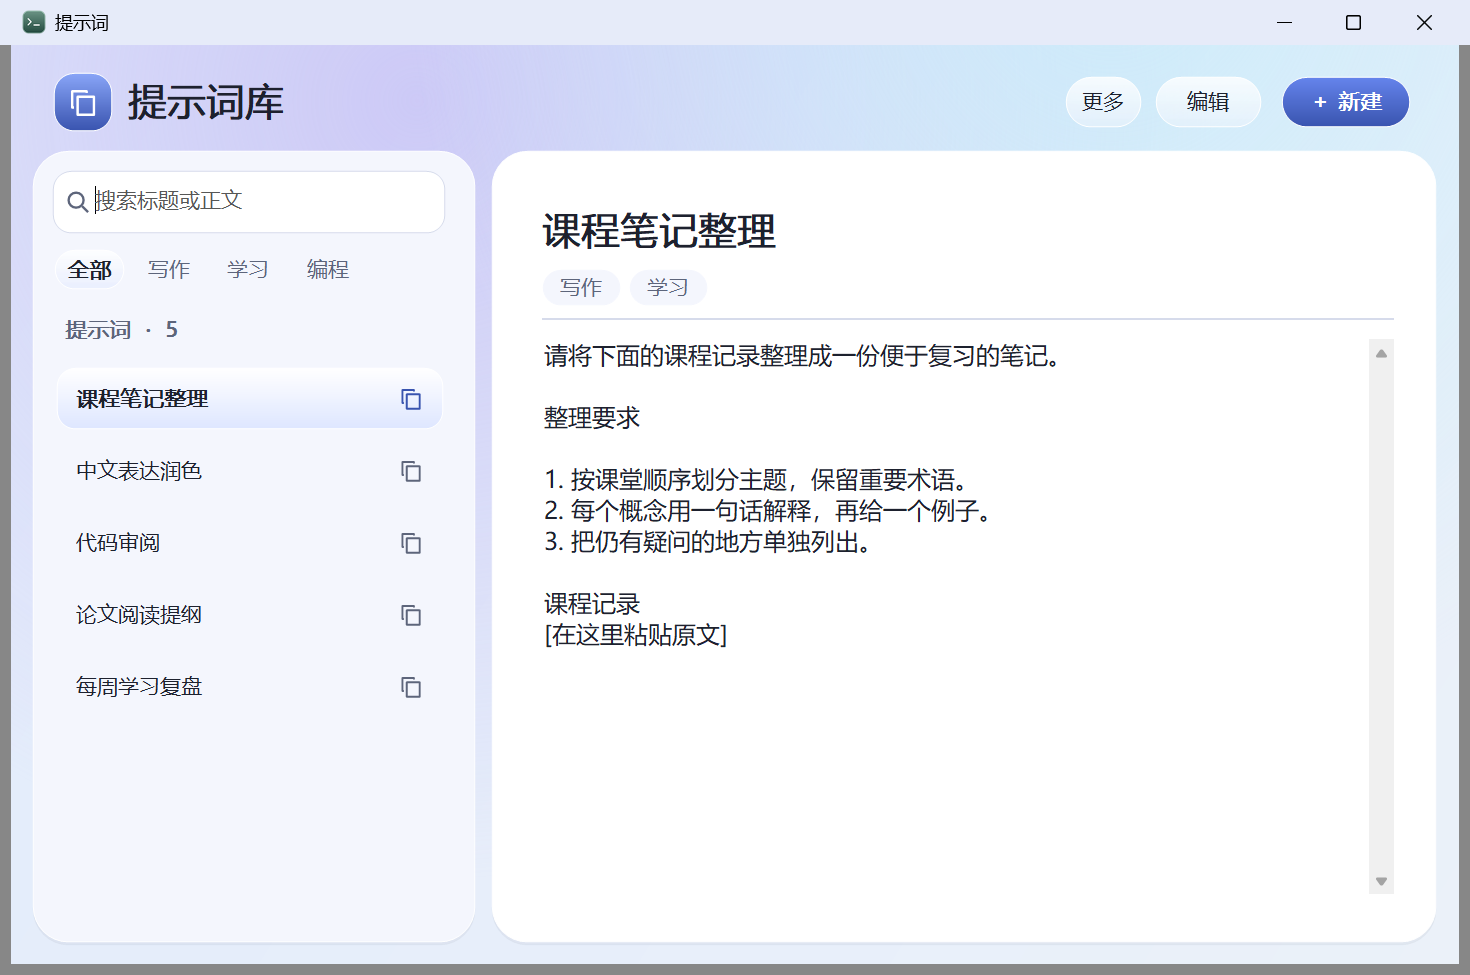 提示词
提示词库
更多
编辑
+ 新建
搜索标题或正文
全部 写作 学习 编程
提示词 · 5
课程笔记整理
中文表达润色
代码审阅
论文阅读提纲
每周学习复盘
课程笔记整理
写作 学习
请将下面的课程记录整理成一份便于复习的笔记。
整理要求
1. 按课堂顺序划分主题，保留重要术语。
2. 每个概念用一句话解释，再给一个例子。
3. 把仍有疑问的地方单独列出。
课程记录
[在这里粘贴原文]